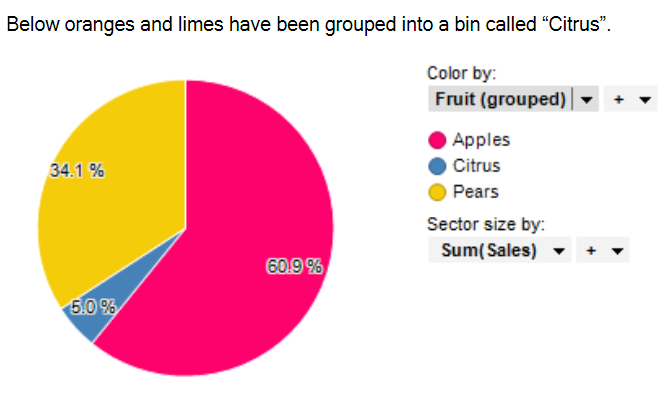 Below oranges and limes have been grouped into a bin called “Citrus”.
Color by:
Fruit (grouped)
+
Apples
Citrus
Pears
Sector size by:
Sum(Sales)
+
34.1 %
60.9 %
5.0 %